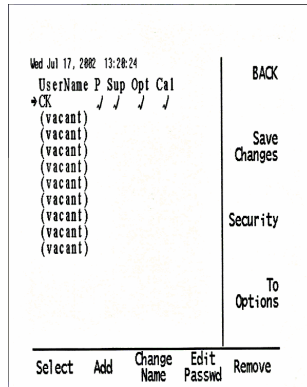 Wed Jul 17, 2002 13:20:24
UserName P Sup Opt Cal
→CK √ √ √ √
(vacant)
(vacant)
(vacant)
(vacant)
(vacant)
(vacant)
(vacant)
(vacant)
(vacant)
BACK
Save
Changes
Security
To
Options
Select Add Change Name Edit Passwd Remove